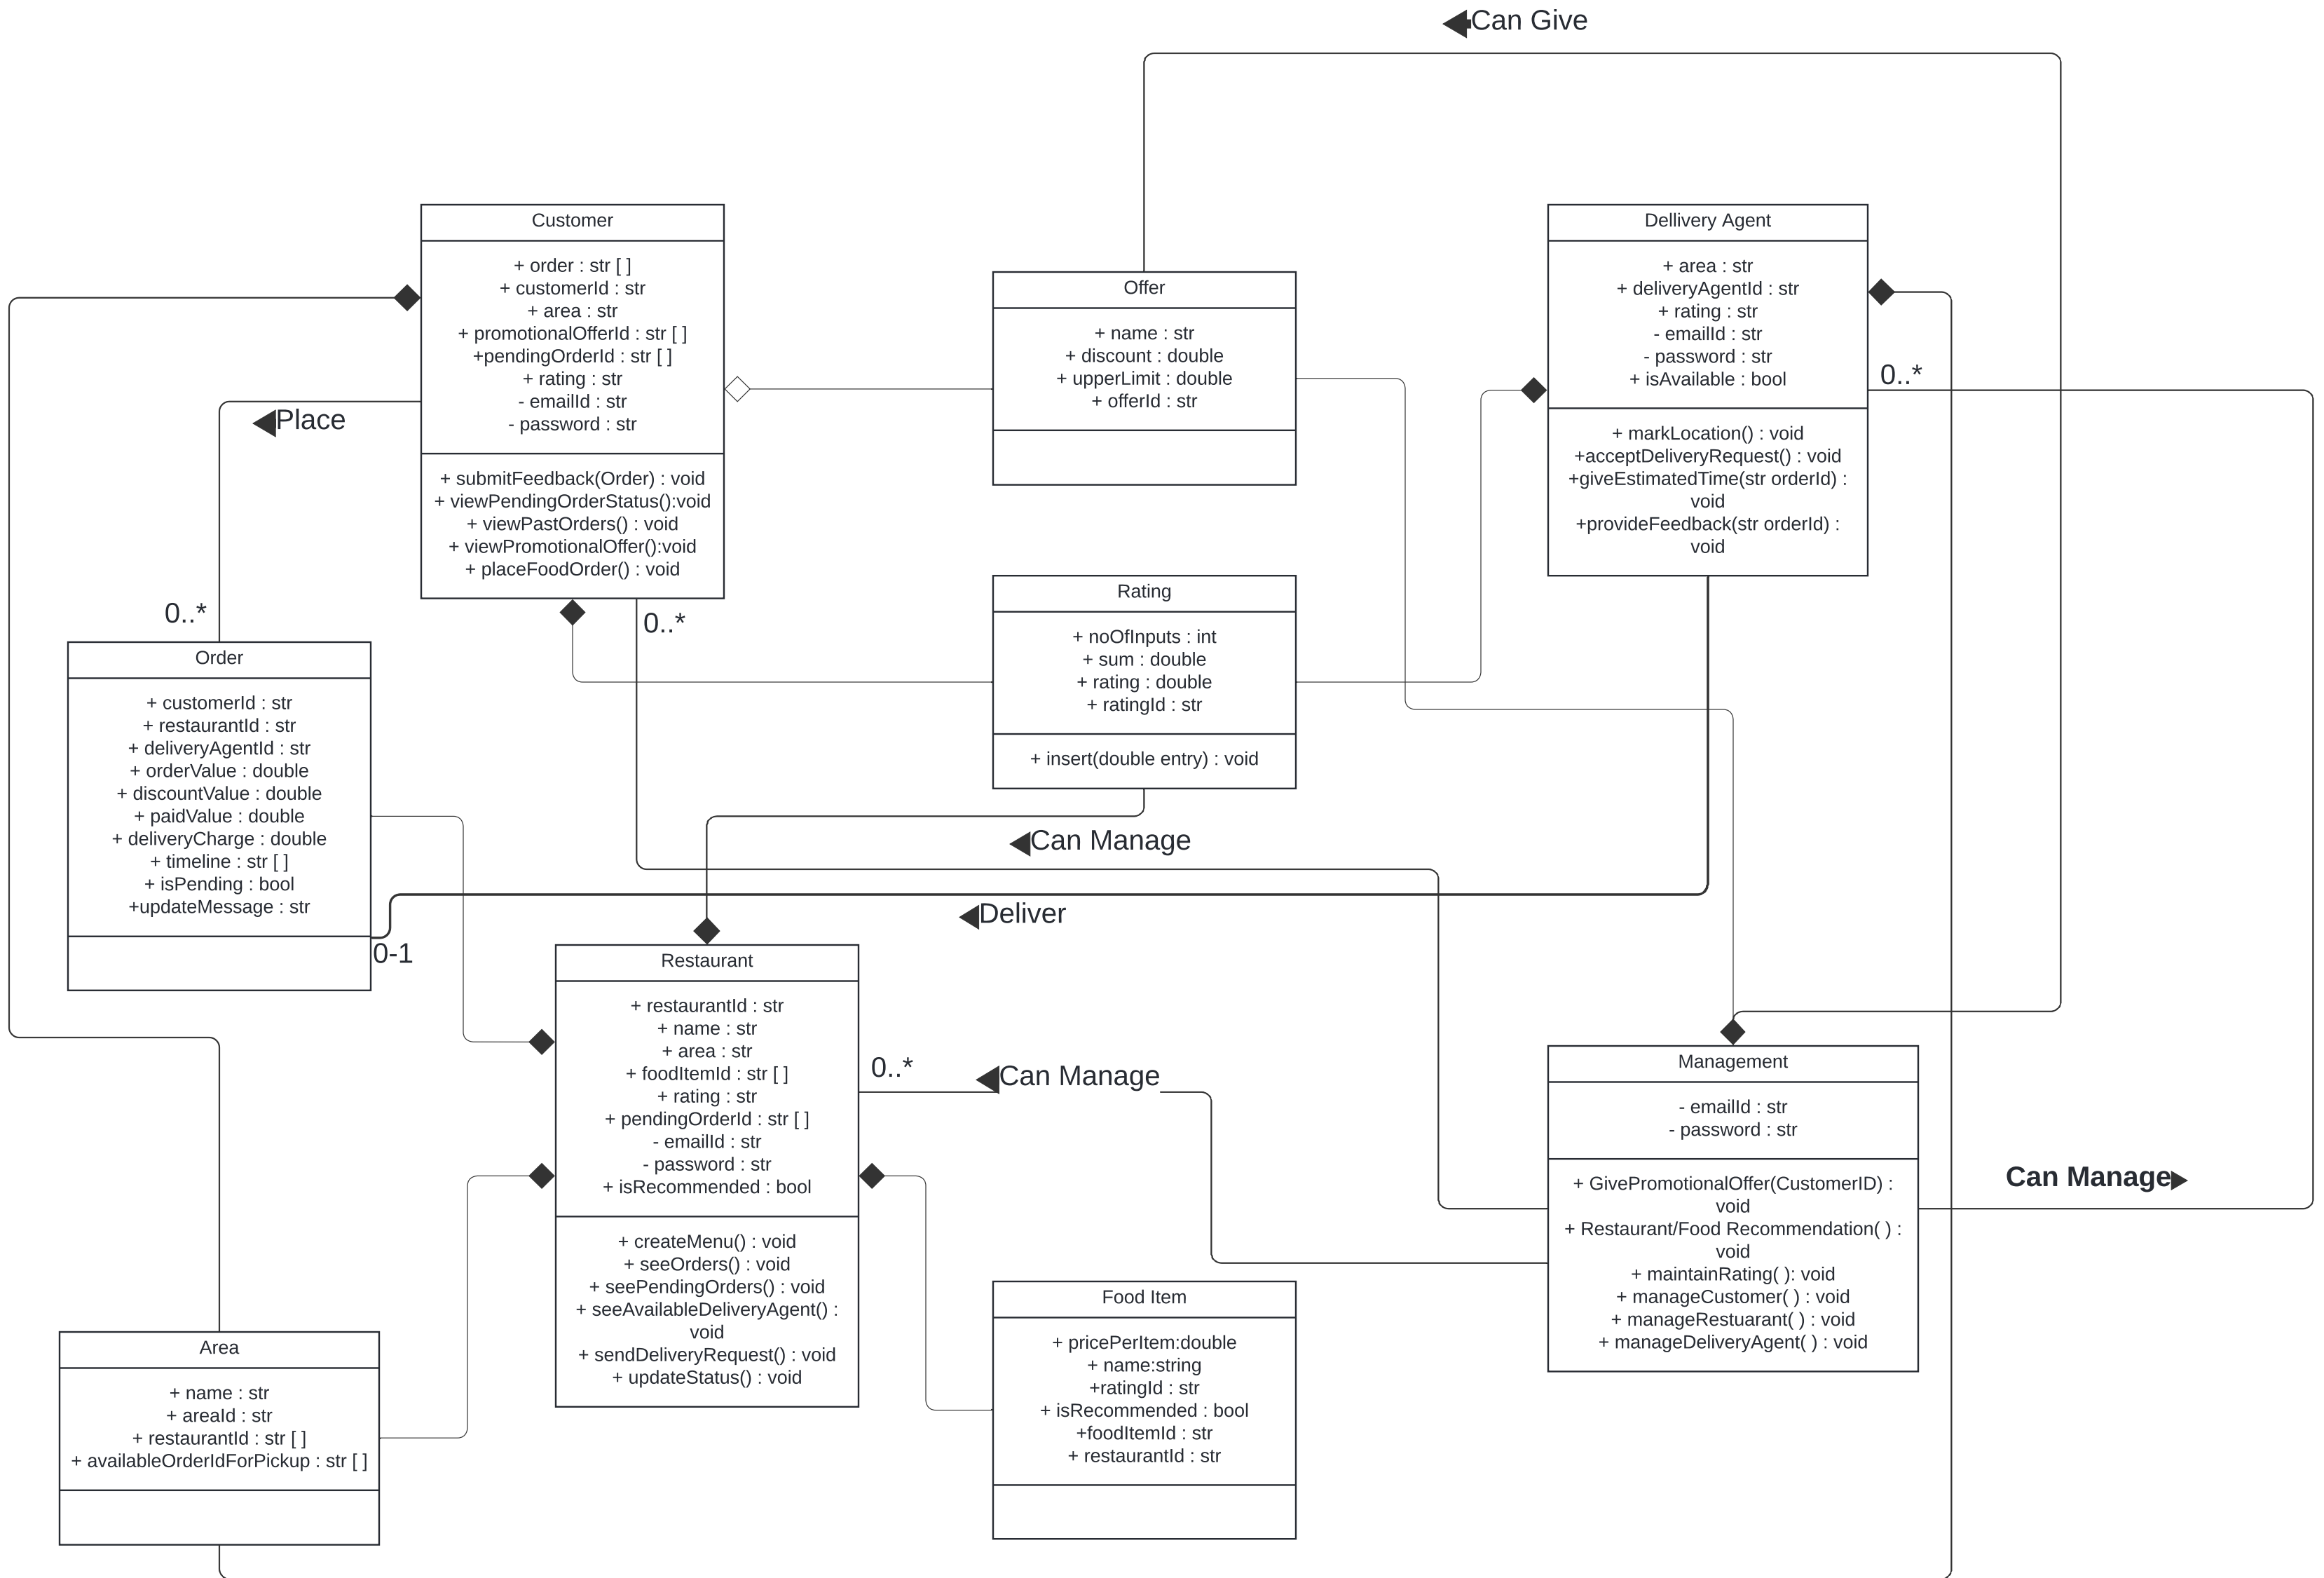 Can Give
Customer
+ order : str [ ]
+ customerId : str
+ area : str
+ promotionalOfferId : str [ ]
+pendingOrderId : str [ ]
+ rating : str
- emailId : str
- password : str
+ submitFeedback(Order) : void
+ viewPendingOrderStatus():void
+ viewPastOrders() : void
+ viewPromotionalOffer():void
+ placeFoodOrder() : void
Offer
+ name : str
+ discount : double
+ upperLimit : double
+ offerId : str
Dellivery Agent
+ area : str
+ deliveryAgentId : str
+ rating : str
- emailId : str
- password : str
+ isAvailable : bool
+ markLocation() : void
+acceptDeliveryRequest() : void
+giveEstimatedTime(str orderId) :
void
+provideFeedback(str orderId) :
void
0..*
Place
0..*
0..*
Rating
+ noOfInputs : int
+ sum : double
+ rating : double
+ ratingId : str
+ insert(double entry) : void
Order
+ customerId : str
+ restaurantId : str
+ deliveryAgentId : str
+ orderValue : double
+ discountValue : double
+ paidValue : double
+ deliveryCharge : double
+ timeline : str [ ]
+ isPending : bool
+updateMessage : str
Can Manage
Deliver
0-1
Restaurant
+ restaurantId : str
+ name : str
+ area : str
+ foodItemId : str [ ]
+ rating : str
+ pendingOrderId : str [ ]
- emailId : str
- password : str
+ isRecommended : bool
+ createMenu() : void
+ seeOrders() : void
+ seePendingOrders() : void
+ seeAvailableDeliveryAgent() :
void
+ sendDeliveryRequest() : void
+ updateStatus() : void
0..*
Can Manage
Management
- emailId : str
- password : str
+ GivePromotionalOffer(CustomerID) :
void
+ Restaurant/Food Recommendation( ) :
void
+ maintainRating( ): void
+ manageCustomer( ) : void
+ manageRestuarant( ) : void
+ manageDeliveryAgent( ) : void
Can Manage
Food Item
+ pricePerItem:double
+ name:string
+ratingId : str
+ isRecommended : bool
+foodItemId : str
+ restaurantId : str
Area
+ name : str
+ areaId : str
+ restaurantId : str [ ]
+ availableOrderIdForPickup : str [ ]